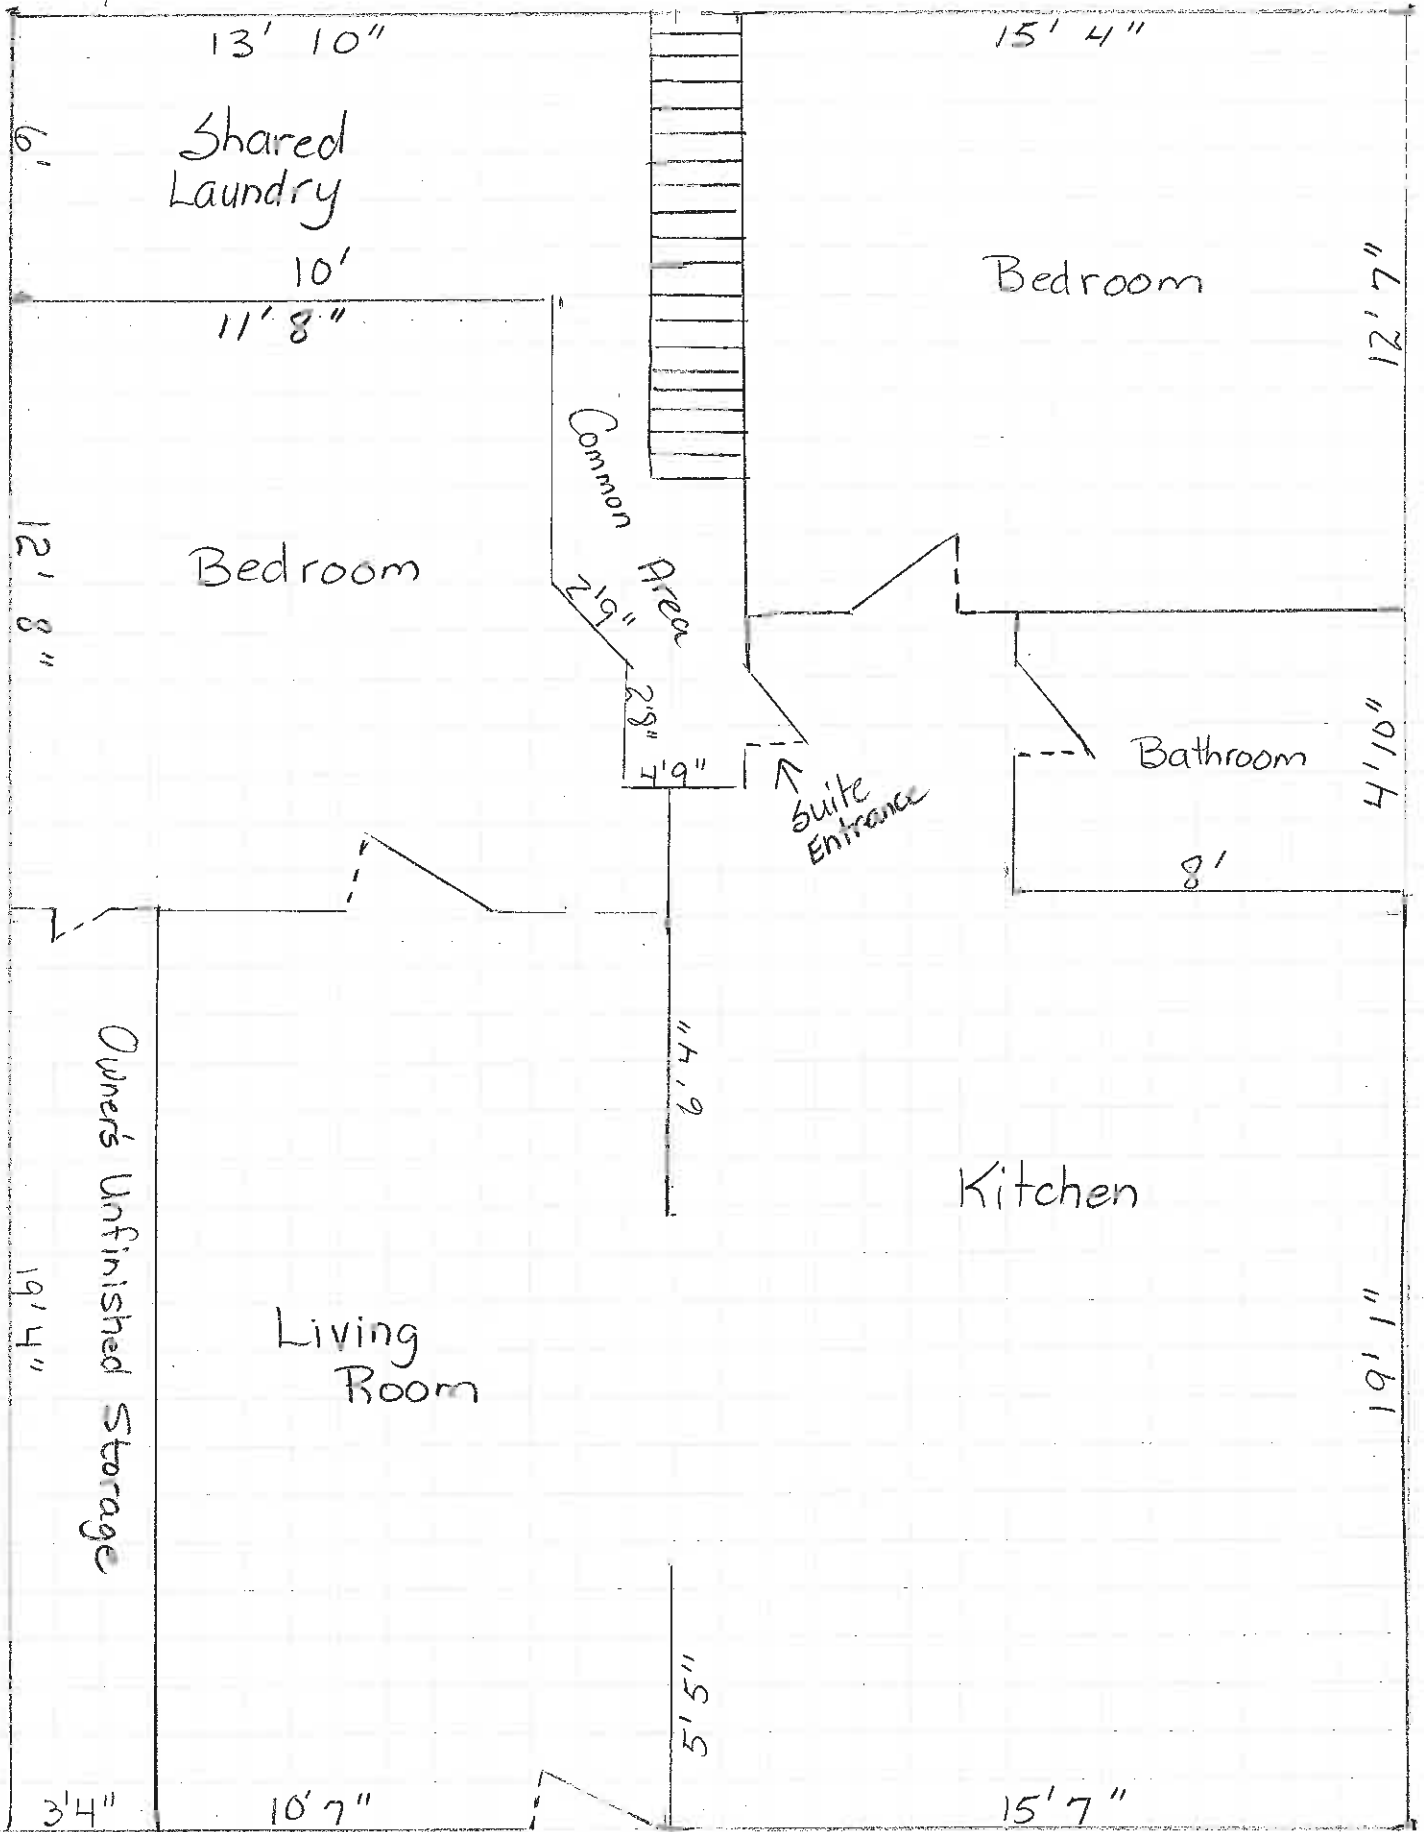 13' 10"
15' 4"
6'
Shared
Laundry
10'
11' 8"
Bedroom
12' 7"
Common
Area
12' 8"
Bedroom
2'9"
2'8"
4'9"
Suite
Entrance
Bathroom
4'10"
8'
Owner's Unfinished Storage
9'4"
Kitchen
19'4"
Living
Room
19'1"
5'5"
3'4"
10'7"
15'7"